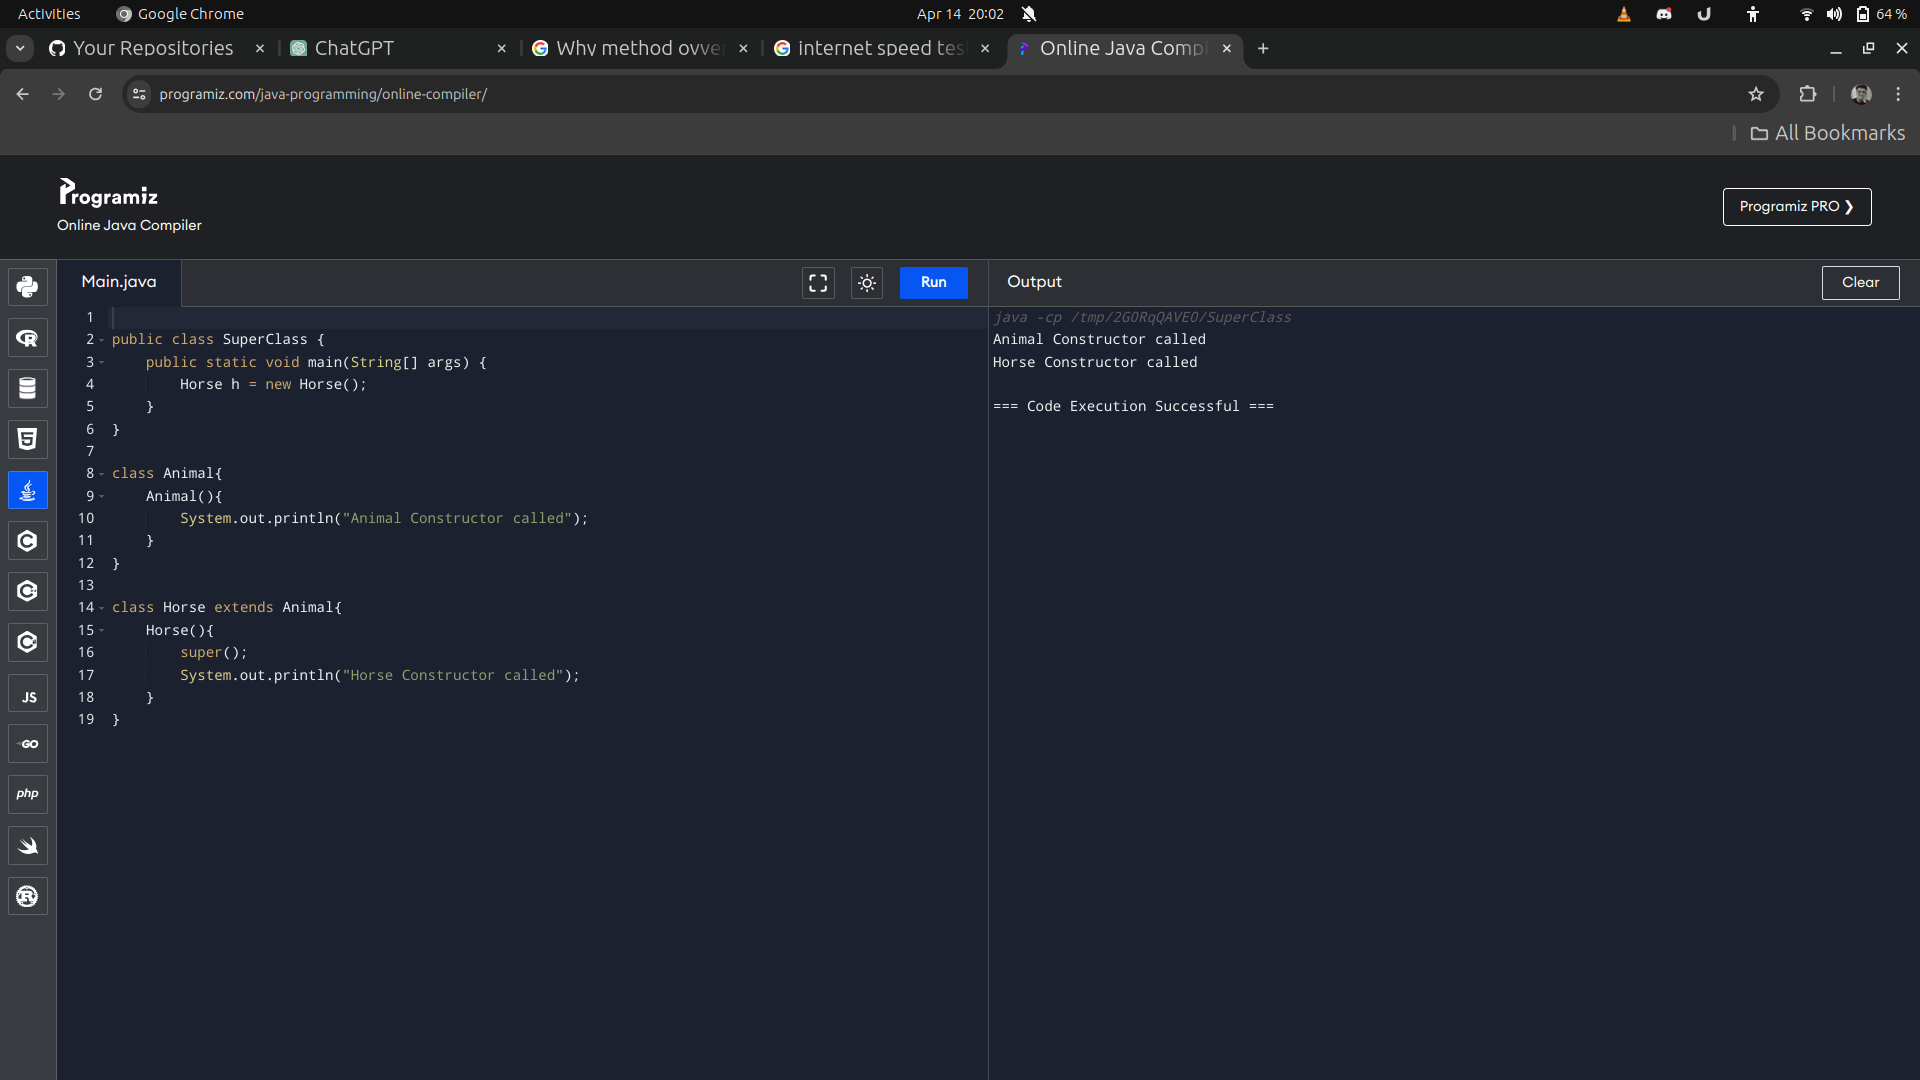 Activities
Google Chrome
Apr 14 20:02
64 %
Your Repositories
ChatGPT
Why method
internet speed
Online Java
programiz.com/java-programming/online-compiler/
All Bookmarks
Programiz
Online Java Compiler
Programiz PRO ❯
Main.java
Run
Output
Clear
1
2 public class SuperClass {
3     public static void main(String[] args) {
4         Horse h = new Horse();
5     }
6 }
7
8 class Animal{
9     Animal(){
10         System.out.println("Animal Constructor called");
11     }
12 }
13
14 class Horse extends Animal{
15     Horse(){
16         super();
17         System.out.println("Horse Constructor called");
18     }
19 }
java -cp /tmp/2GORqQAVEO/SuperClass
Animal Constructor called
Horse Constructor called
=== Code Execution Successful ===
JS
GO
php